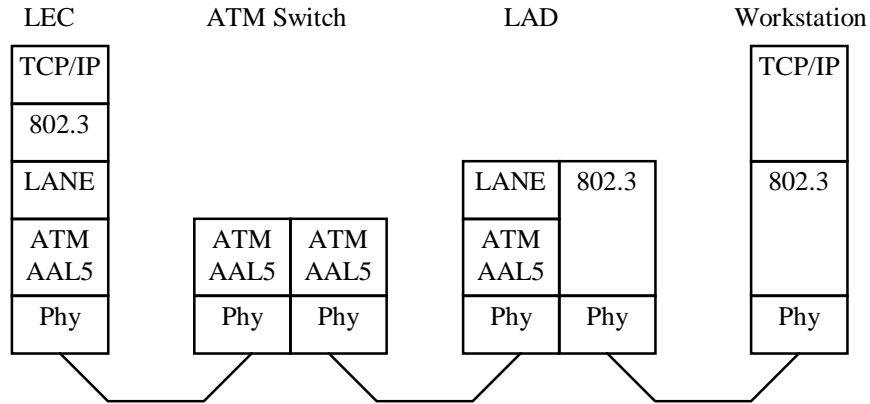 LEC ATM Switch LAD Workstation
TCP/IP TCP/IP
802.3
LANE LANE 802.3 802.3
ATM ATM ATM ATM
AAL5 AAL5 AAL5 AAL5
Phy Phy Phy Phy Phy Phy